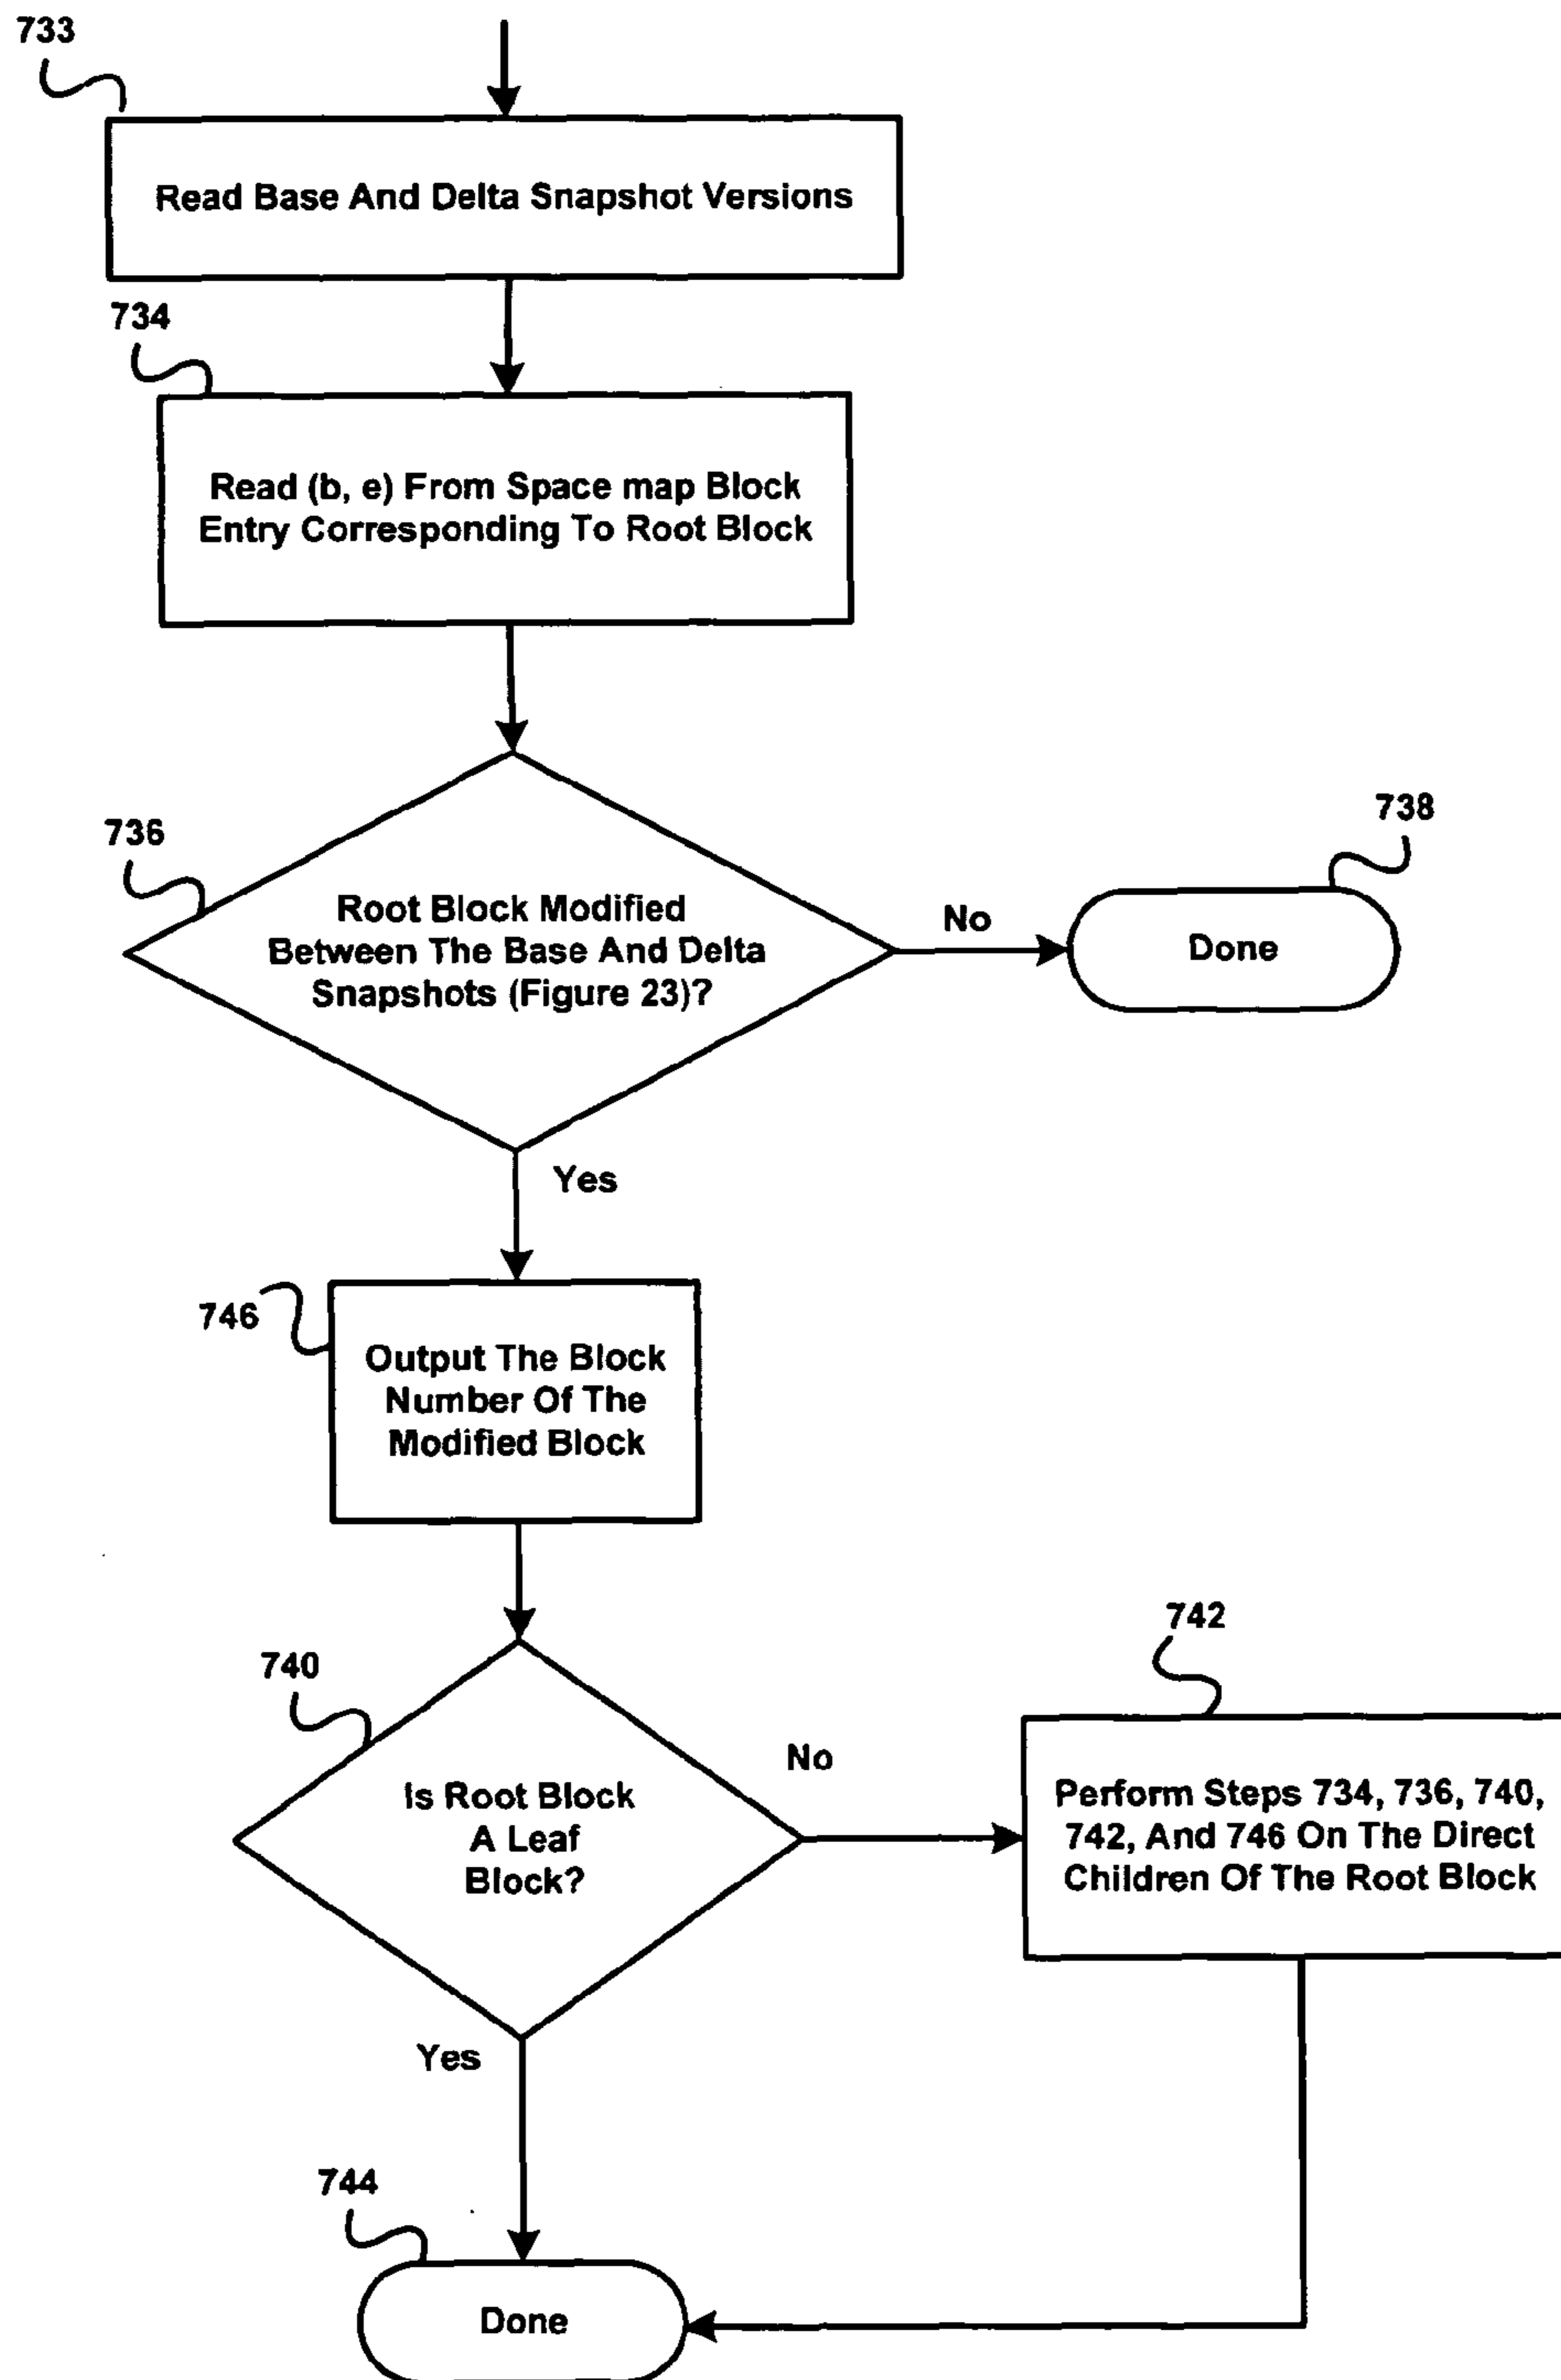 733
Read Base And Delta Snapshot Versions
734
Read (b, e) From Space map Block
Entry Corresponding To Root Block
736
Root Block Modified
Between The Base And Delta
Snapshots (Figure 23)?
No
738
Done
Yes
746
Output The Block
Number Of The
Modified Block
740
Is Root Block
A Leaf
Block?
No
742
Perform Steps 734, 736, 740,
742, And 746 On The Direct
Children Of The Root Block
Yes
744
Done